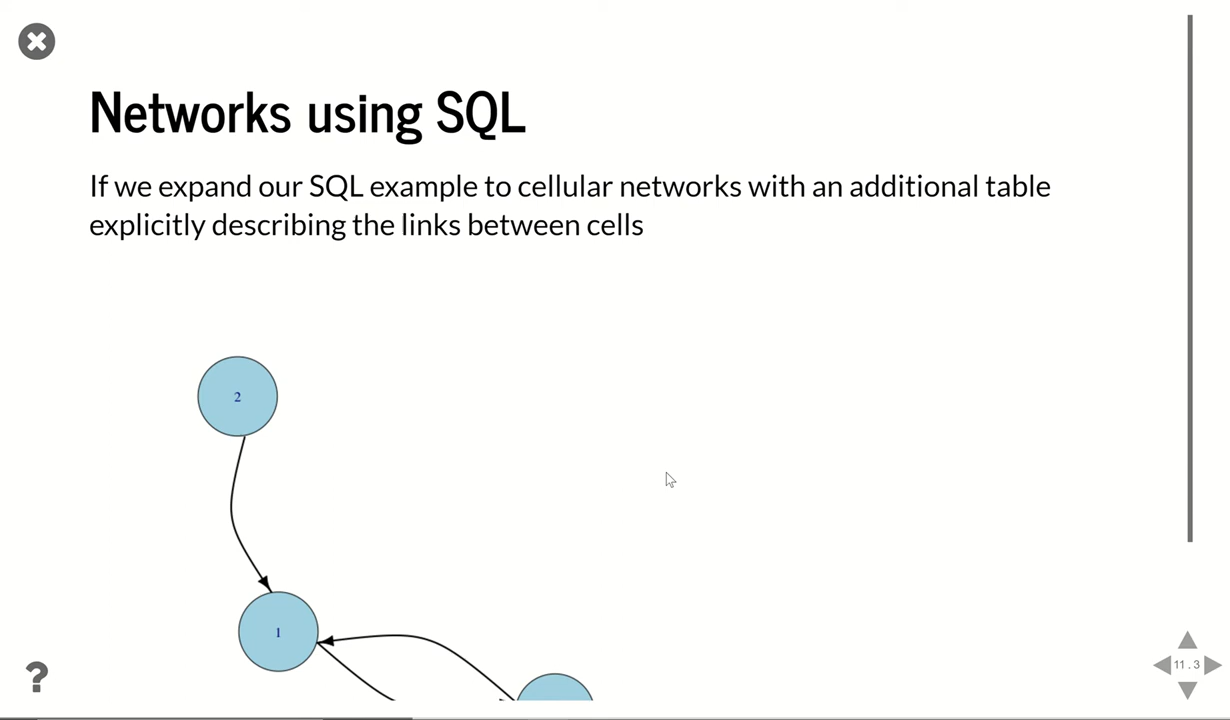 Networks using SQL
If we expand our SQL example to cellular networks with an additional table
explicitly describing the links between cells
2
1
?
11.3